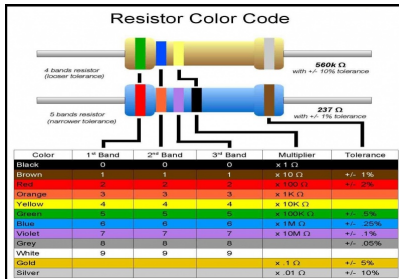 Resistor Color Code
4 bands resistor
(looser tolerance)
560k Ω
with +/- 10% tolerance
5 bands resistor
(narrower tolerance)
237 Ω
with +/- 1% tolerance
Color 1st Band 2nd Band 3rd Band Multiplier Tolerance
Black 0 0 0 x 1 Ω
Brown 1 1 1 x 10 Ω +/- 1%
Red 2 2 2 x 100 Ω +/- 2%
Orange 3 3 3 x 1K Ω
Yellow 4 4 4 x 10K Ω
Green 5 5 5 x 100K Ω +/- .5%
Blue 6 6 6 x 1M Ω +/- .25%
Violet 7 7 7 x 10M Ω +/- .1%
Grey 8 8 8 +/- .05%
White 9 9 9
Gold x .1 Ω +/- 5%
Silver x .01 Ω +/- 10%